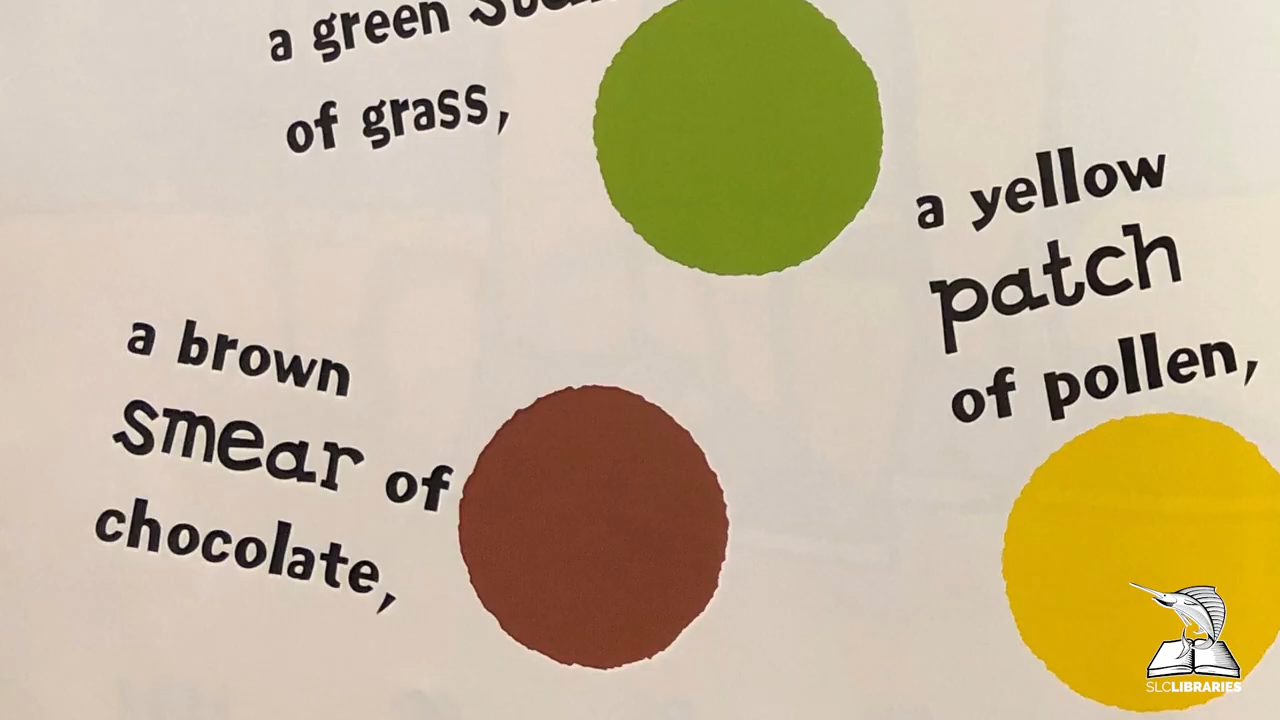 a green
of grass,
a yellow
patch
of pollen,
a brown
smear of
chocolate,
SLCLIBRARIES